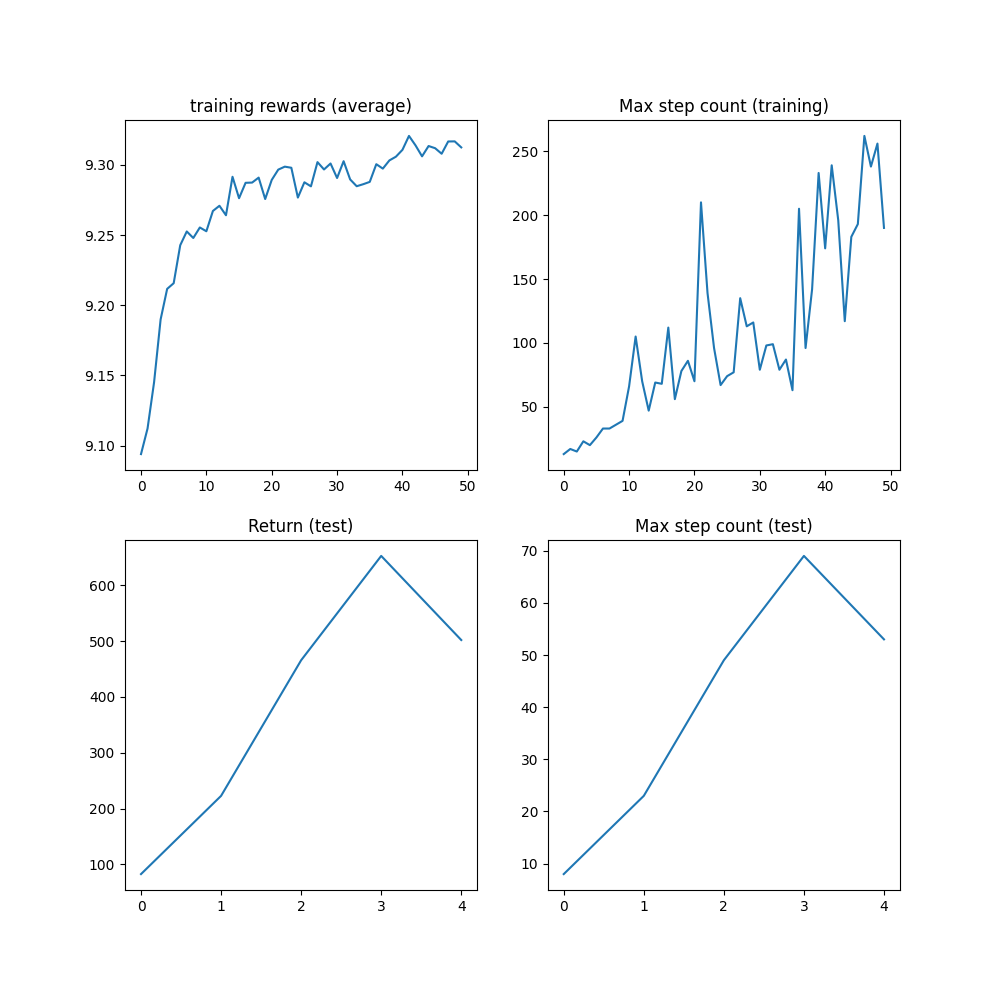 training rewards (average)
9.30
9.25
9.20
9.15
9.10
0 10 20 30 40 50
Max step count (training)
250
200
150
100
50
0 10 20 30 40 50
Return (test)
600
500
400
300
200
100
0 1 2 3 4
Max step count (test)
70
60
50
40
30
20
10
0 1 2 3 4